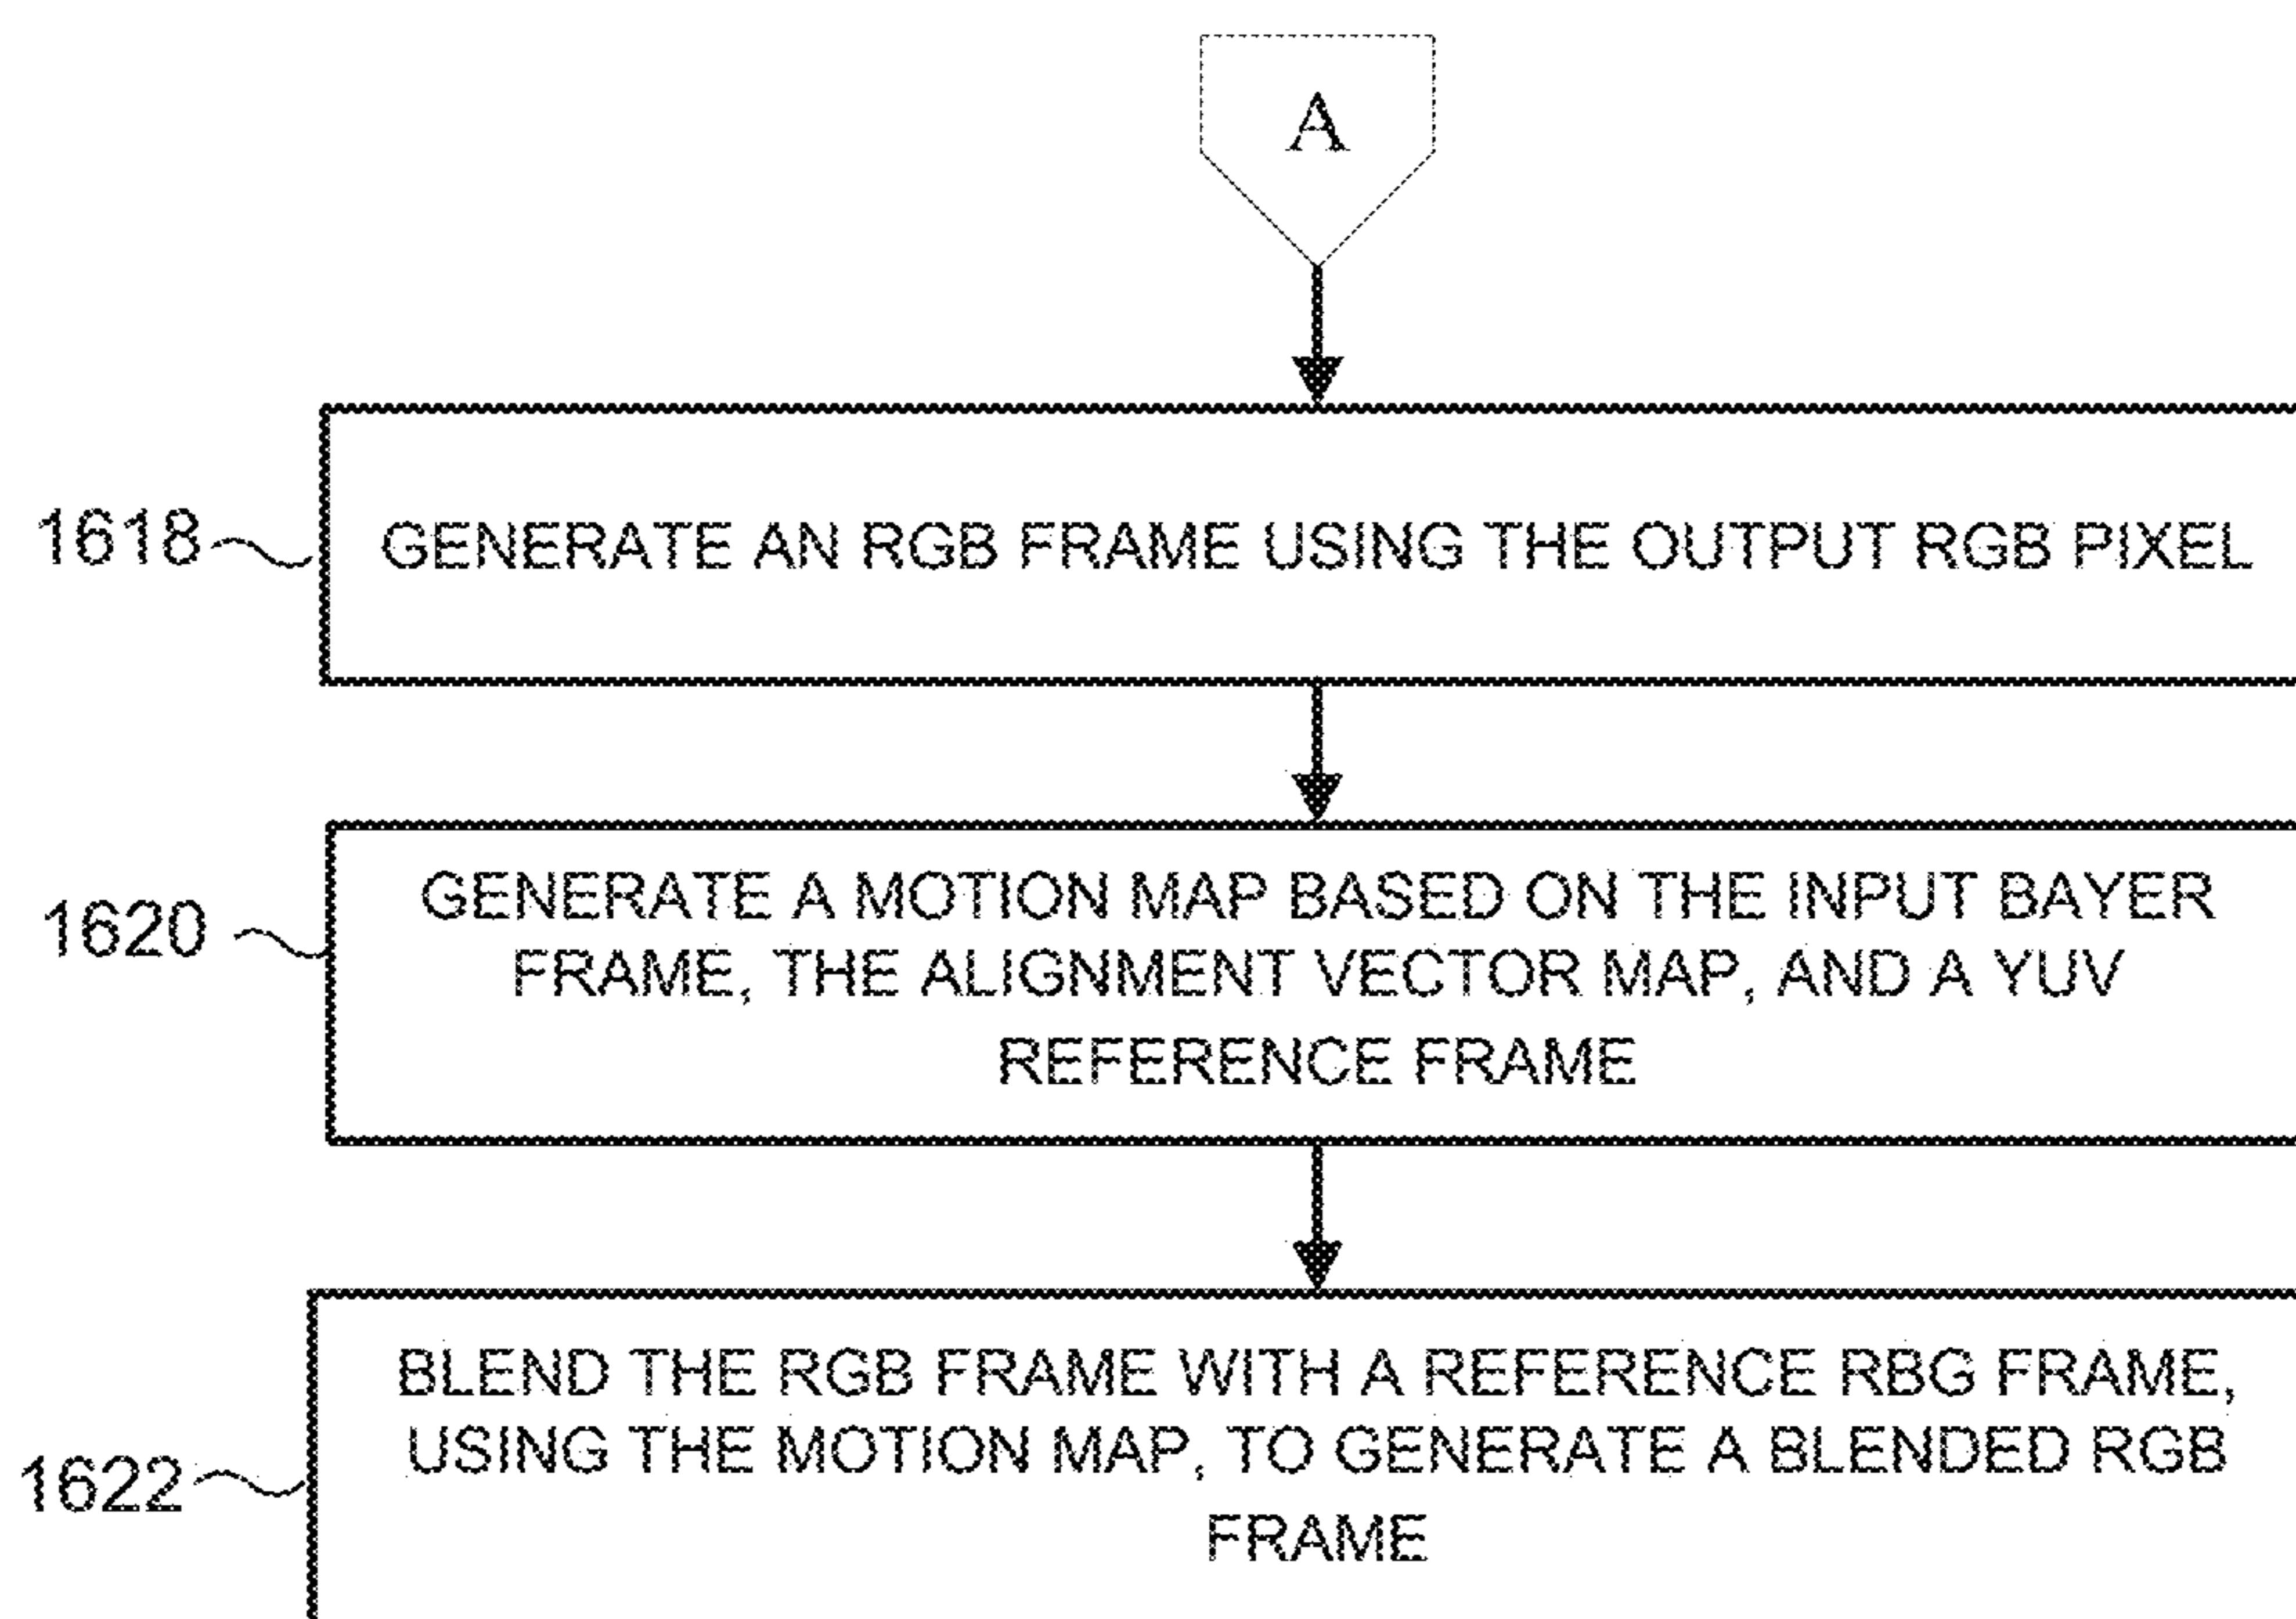 A
1618
GENERATE AN RGB FRAME USING THE OUTPUT RGB PIXEL
1620
GENERATE A MOTION MAP BASED ON THE INPUT BAYER
FRAME, THE ALIGNMENT VECTOR MAP, AND A YUV
REFERENCE FRAME
1622
BLEND THE RGB FRAME WITH A REFERENCE RBG FRAME,
USING THE MOTION MAP, TO GENERATE A BLENDED RGB
FRAME